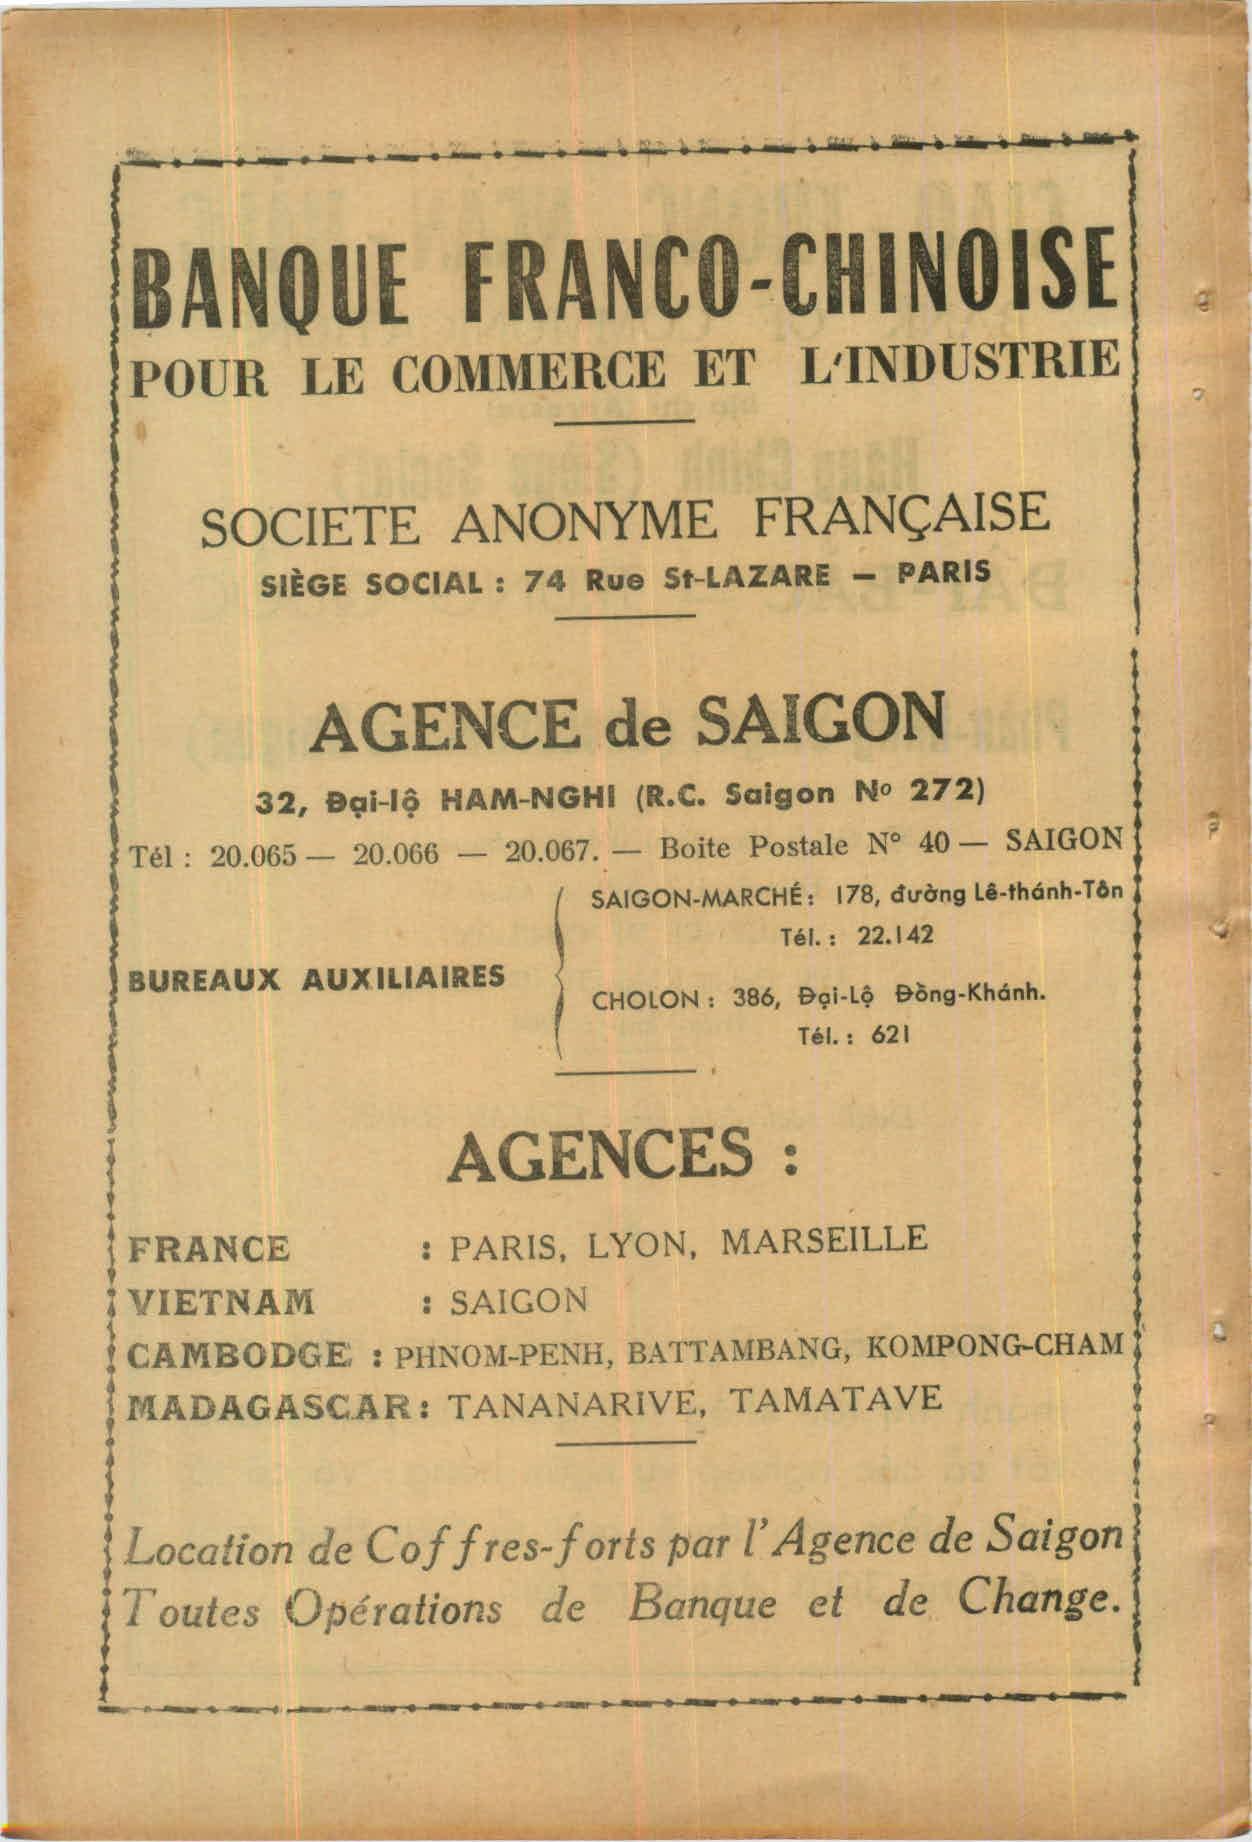 BANQUE FRANCO-CHINOISE
POUR LE COMMERCE ET L'INDUSTRIE
SOCIETE ANONYME FRANÇAISE
SIÈGE SOCIAL : 74 Rue St-LAZARE — PARIS
AGENCE de SAIGON
32, Đại-lộ HAM-NGHI (R.C. Saigon Nº 272)
Tél : 20.065 — 20.066 — 20.067. — Boite Postale N° 40 — SAIGON
BUREAUX AUXILIAIRES
SAIGON-MARCHÉ : 178, đường Lê-thánh-Tôn
Tél. : 22.142
CHOLON : 386, Đại-Lộ Đồng-Khánh.
Tél. : 621
AGENCES :
FRANCE : PARIS, LYON, MARSEILLE
VIETNAM : SAIGON
CAMBODGE : PHNOM-PENH, BATTAMBANG, KOMPONG-CHAM
MADAGASCAR : TANANARIVE, TAMATAVE
Location de Coffres-forts par l'Agence de Saigon
Toutes Opérations de Banque et de Change.